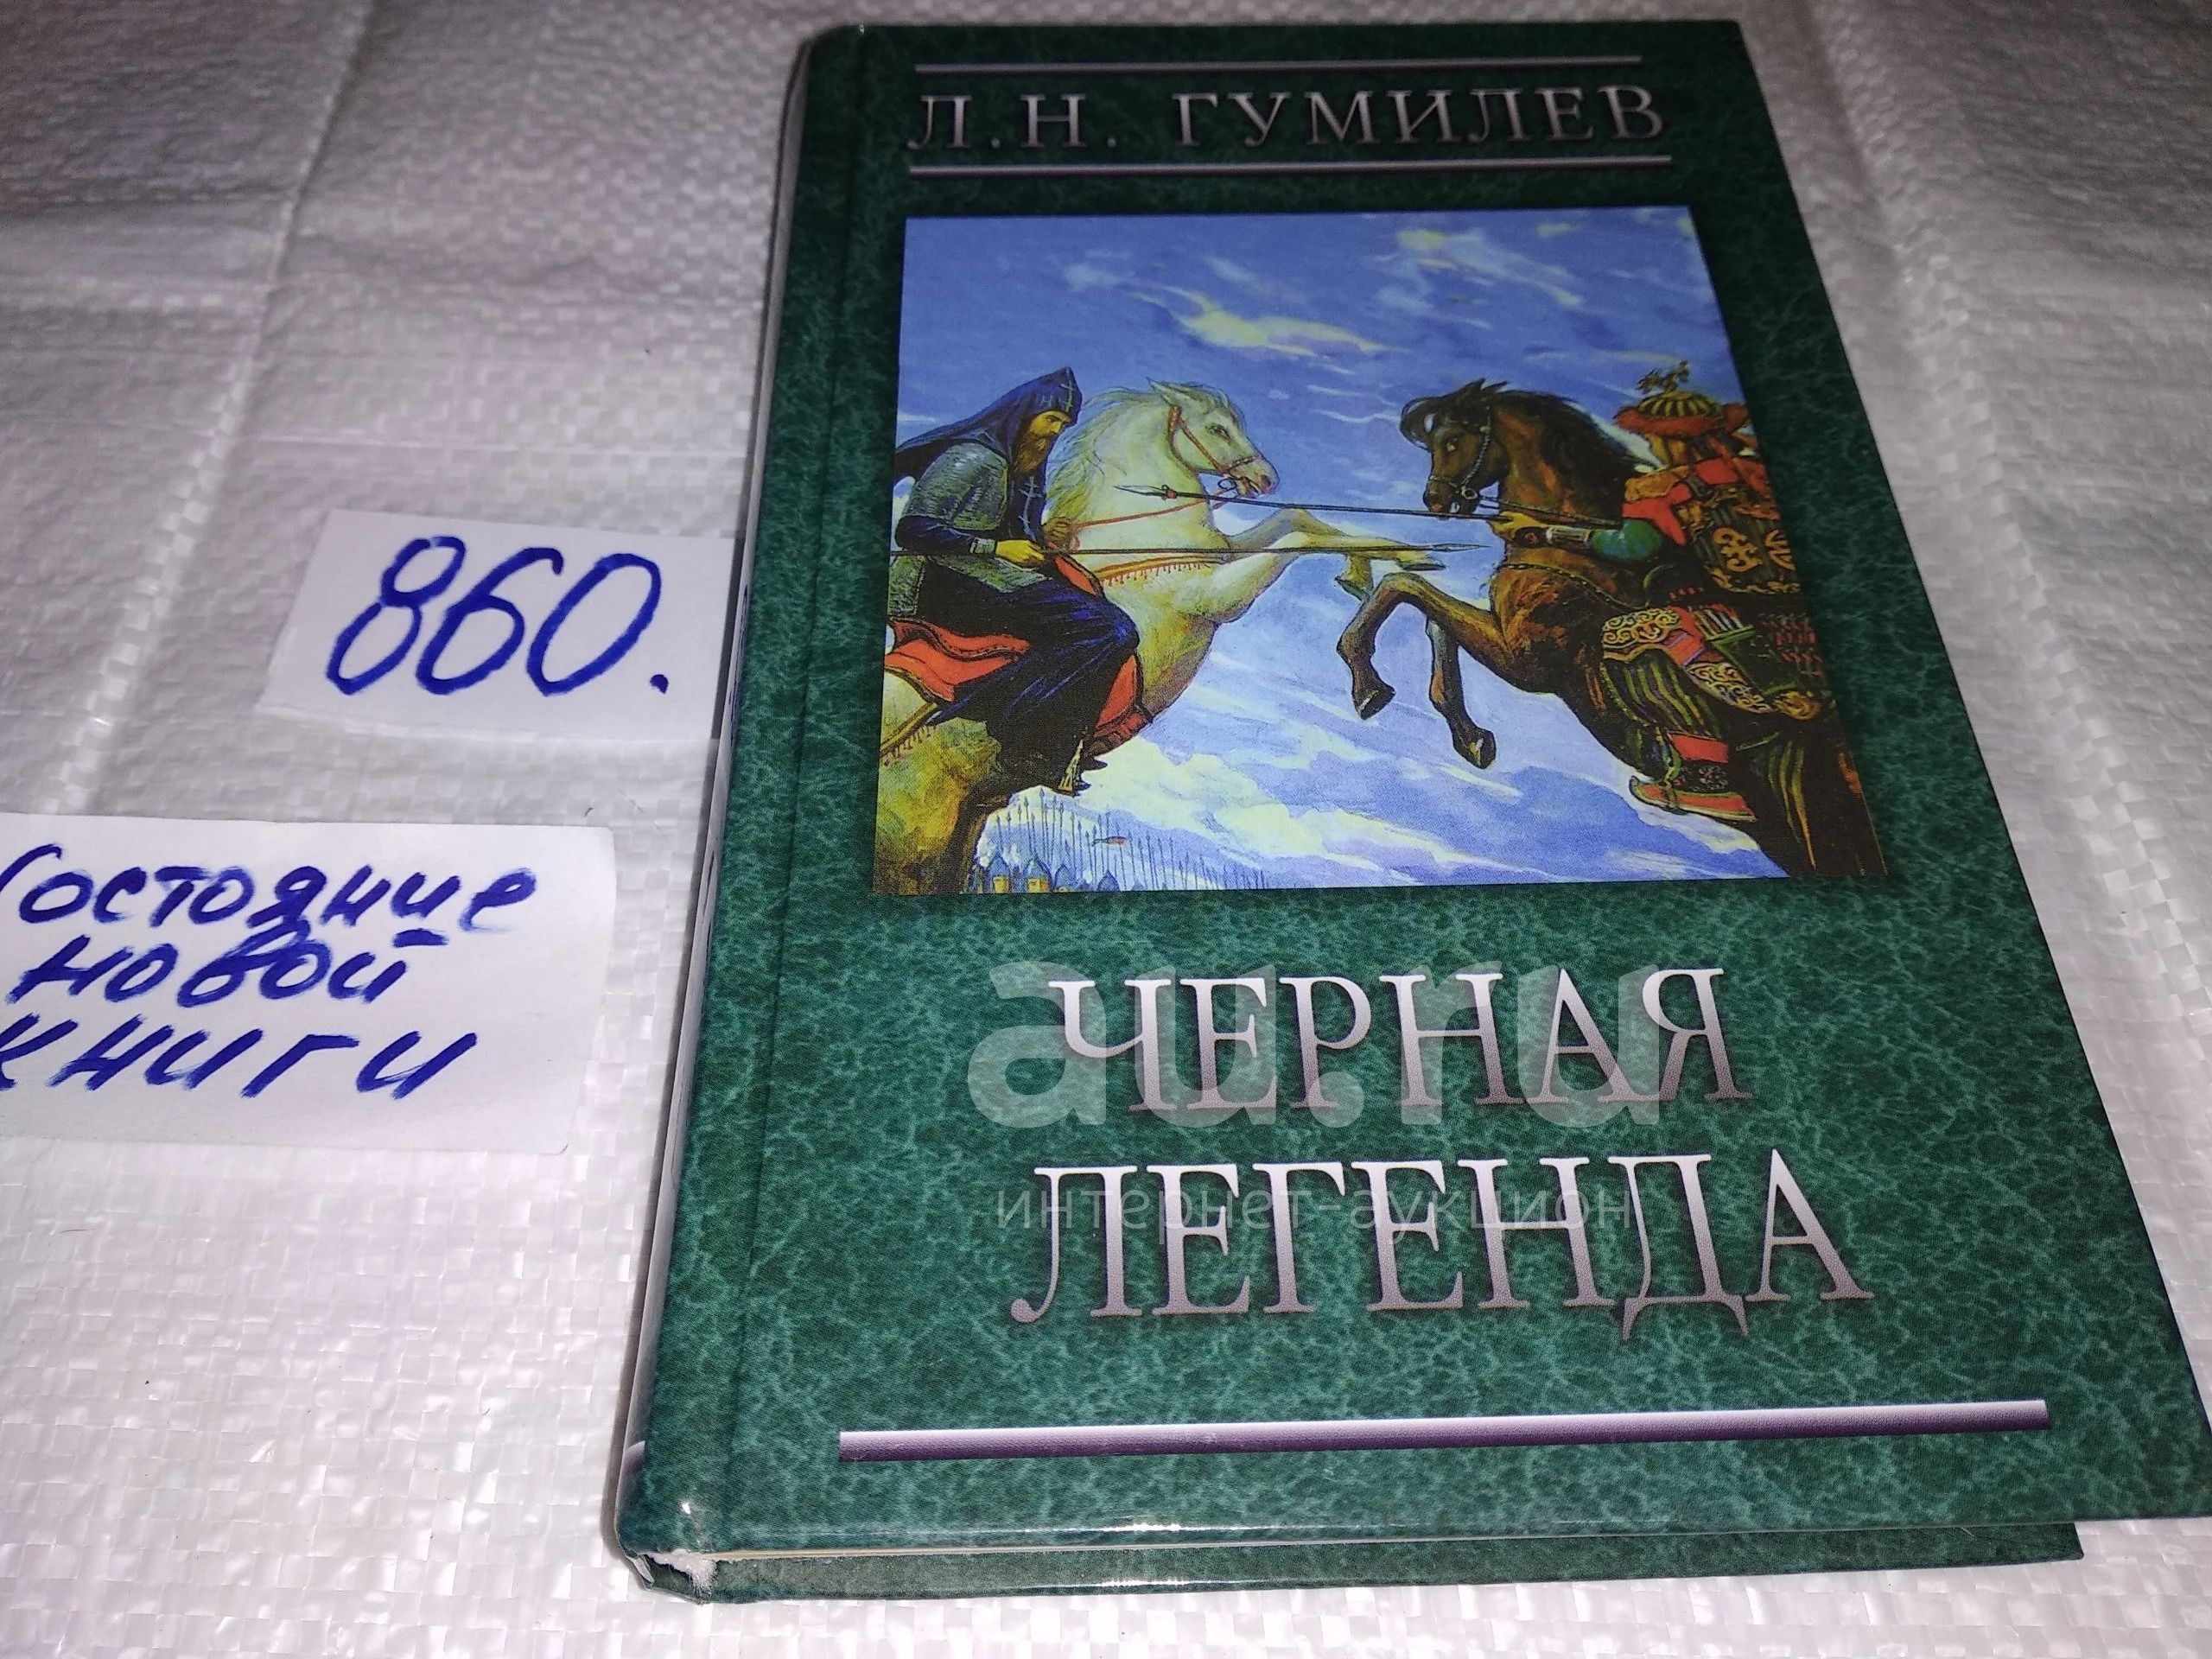 Л.Н. ГУМИЛЕВ
860.
Состояние
новой
книги
ЧЕРНАЯ
au.ru
ЛЕГЕНДА
интернет-аукцион